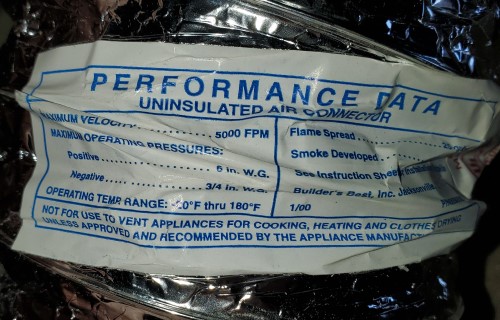 PERFORMANCE DATA
UNINSULATED AIR CONNECTOR
MAXIMUM VELOCITY ........ 5000 FPM
MAXIMUM OPERATING PRESSURES:
Positive ........ 6 in. W.G.
Negative ........ 3/4 in. W.G.
OPERATING TEMP. RANGE: -20°F thru 180°F
Flame Spread ........
Smoke Developed ........
See Instruction Sheet
Builder's Best, Inc. Jacksonville,
1/00
NOT FOR USE TO VENT APPLIANCES FOR COOKING, HEATING AND CLOTHES DRYING
UNLESS APPROVED AND RECOMMENDED BY THE APPLIANCE MANUFACT